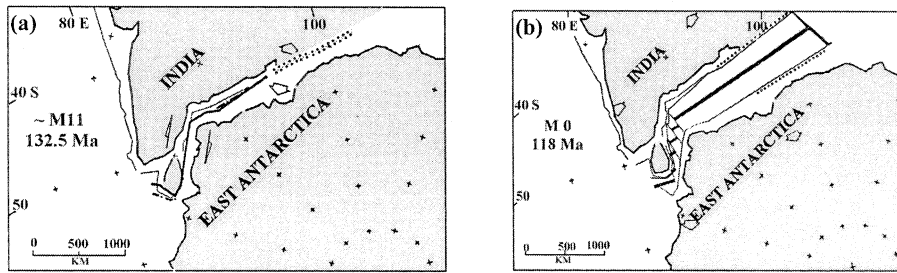 (a)
80 E
100
INDIA
40 S
~ M11
132.5 Ma
EAST ANTARCTICA
50
0 500 1000
KM
(b)
80 E
100
INDIA
40 S
M 0
118 Ma
EAST ANTARCTICA
50
0 500 1000
KM